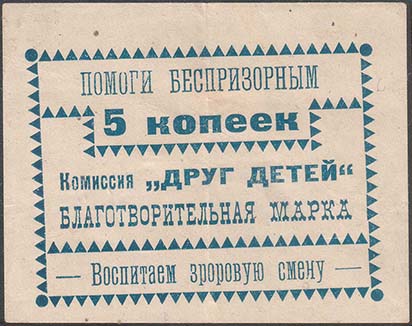 ПОМОГИ БЕСПРИЗОРНЫМ
5 копеек
Комиссия „ДРУГ ДЕТЕЙ“
БЛАГОТВОРИТЕЛЬНАЯ МАРКА
— Воспитаем зроровую смену —